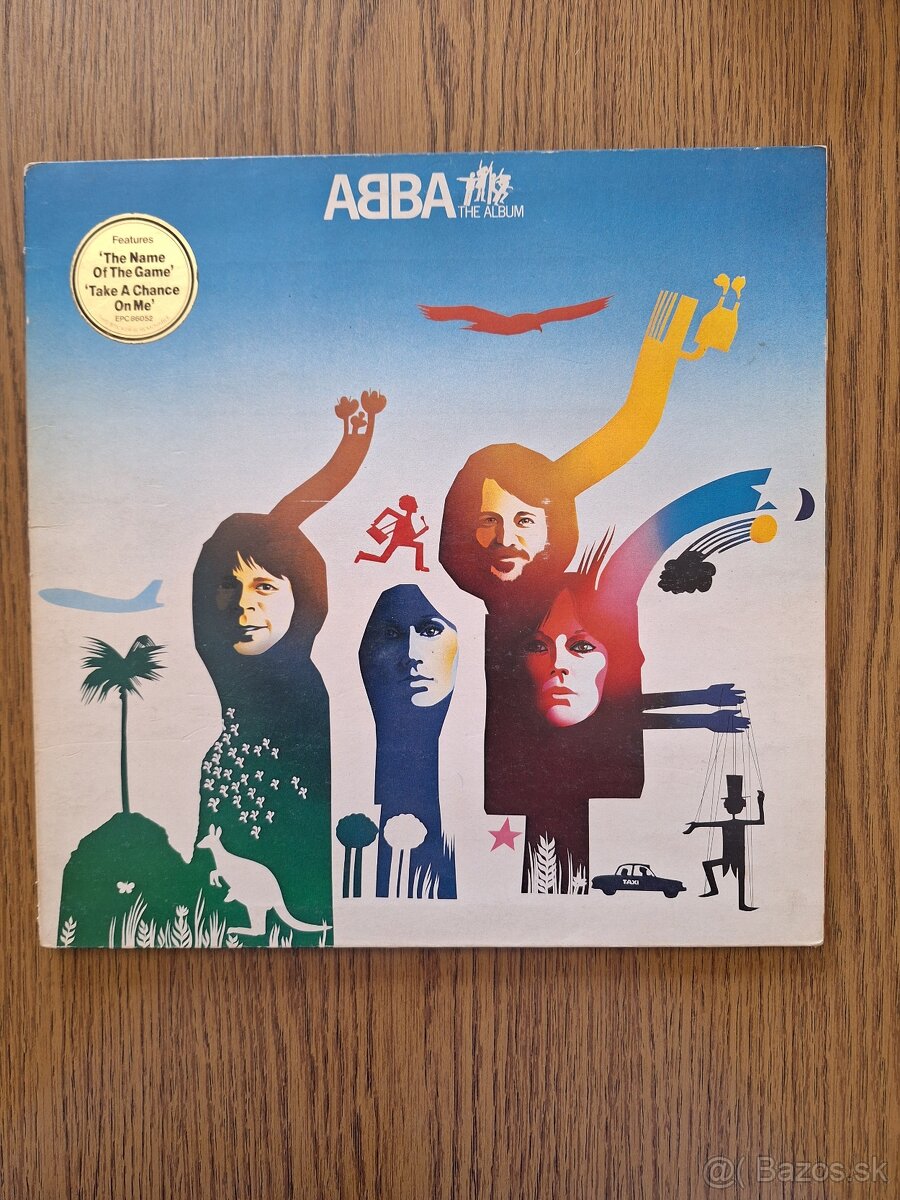 ABBA THE ALBUM
Features
'The Name
Of The Game'
'Take A Chance
On Me'
EPC 86052
TAXI
@( Bazos.sk